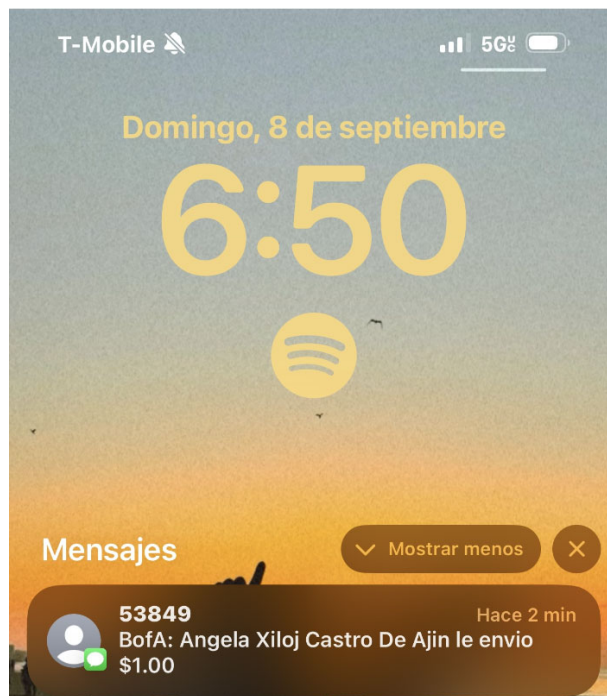 T-Mobile
5G UC
Domingo, 8 de septiembre
6:50
Mensajes
Mostrar menos
53849
Hace 2 min
BofA: Angela Xiloj Castro De Ajin le envio
$1.00